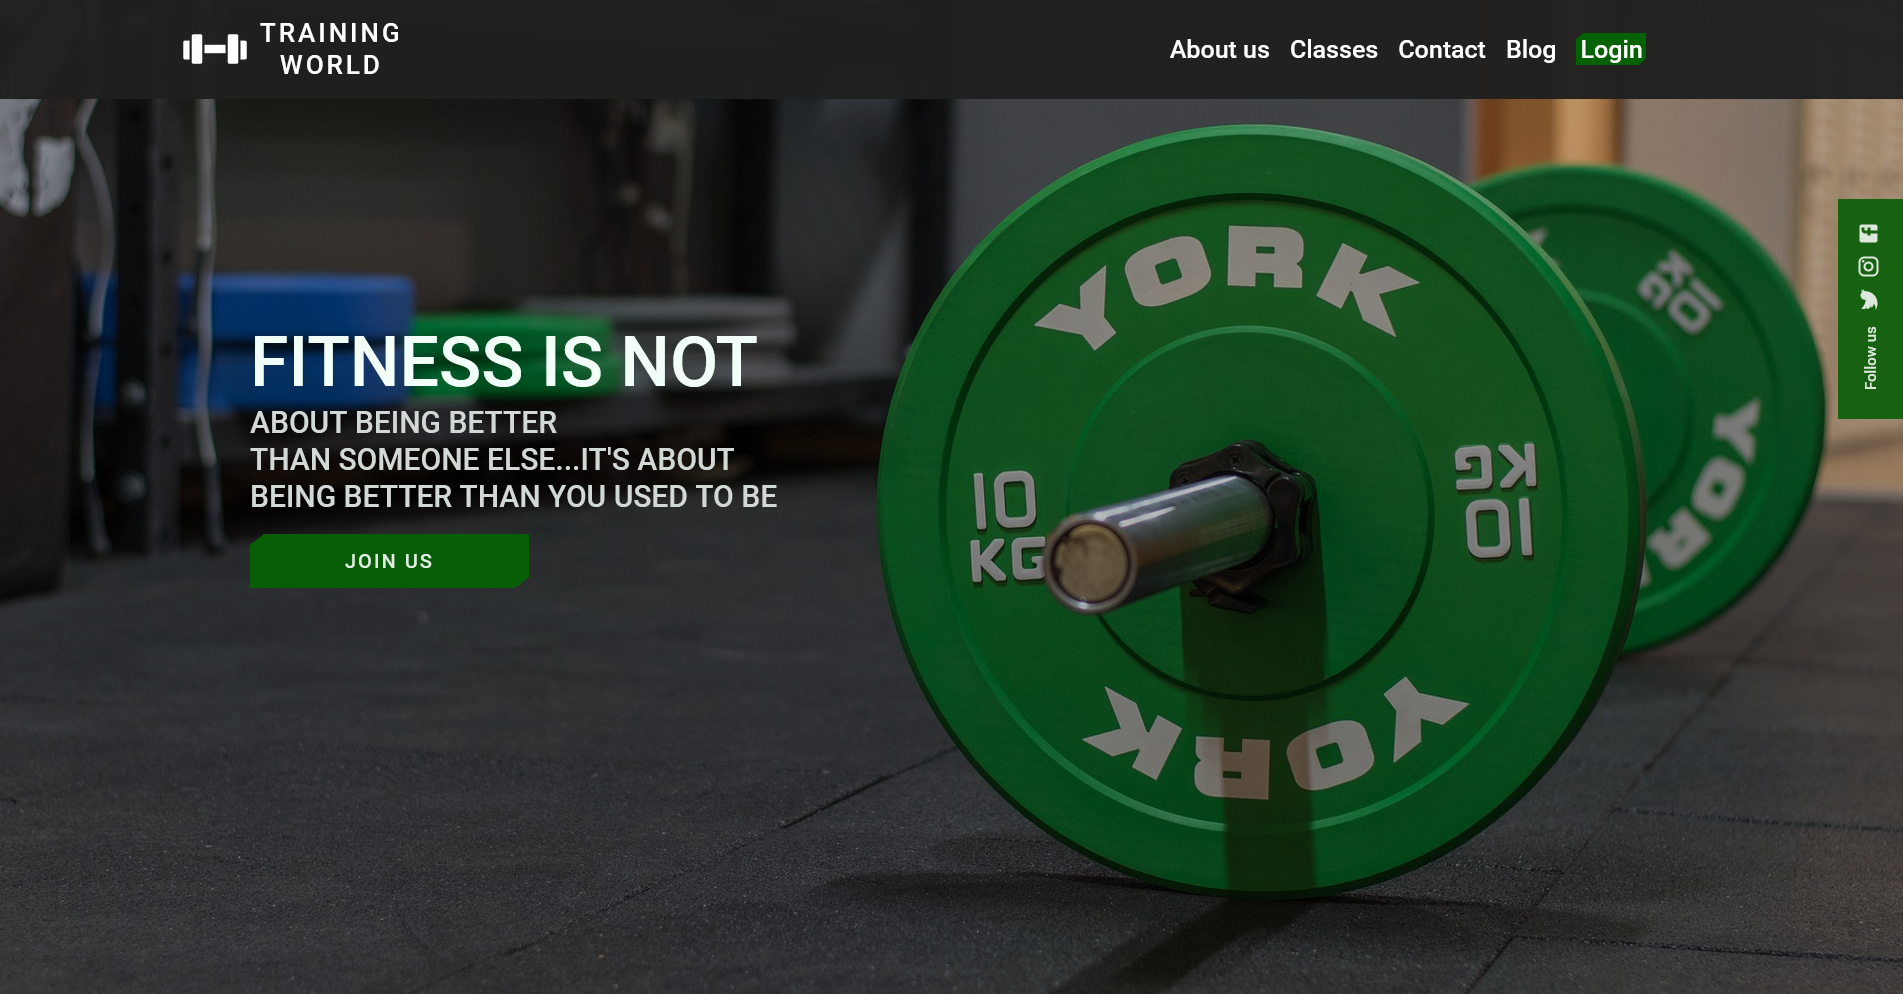 TRAINING
WORLD
About us
Classes
Contact
Blog
Login
FITNESS IS NOT
ABOUT BEING BETTER
THAN SOMEONE ELSE...IT'S ABOUT
BEING BETTER THAN YOU USED TO BE
JOIN US
YORK
10
KG
10
KG
YORK
10
KG
YORK
Follow us